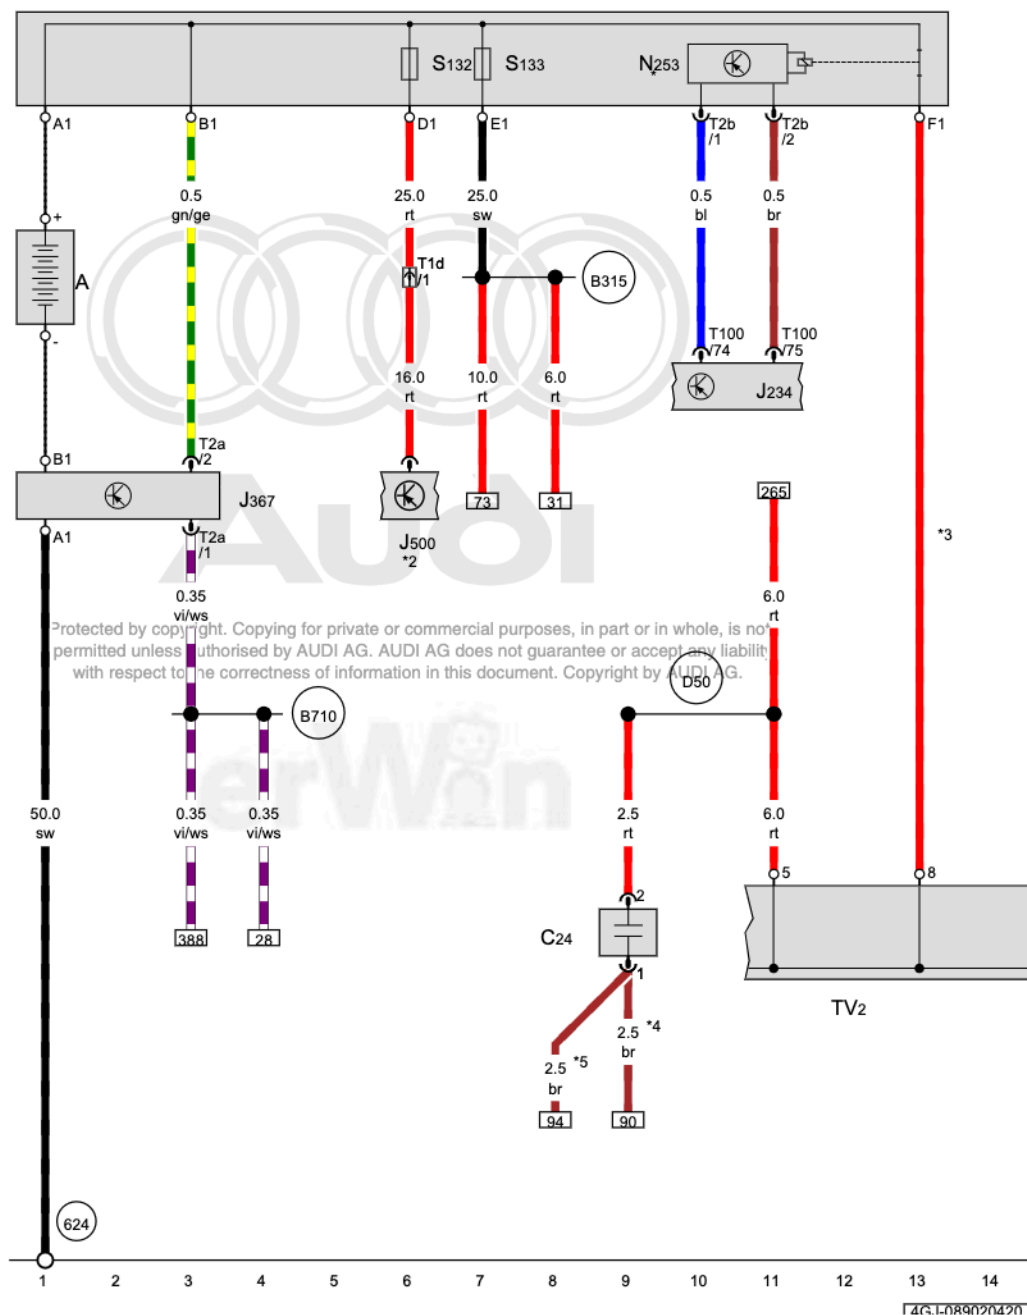 S132
S133
N253
*
A1
B1
D1
E1
T2b
/1
T2b
/2
F1
0.5
gn/ge
25.0
rt
25.0
sw
0.5
bl
0.5
br
+
A
-
T1d
/1
B315
T100
/74
T100
/75
16.0
rt
10.0
rt
6.0
rt
J234
B1
T2a
/2
J367
73
31
265
A1
T2a
/1
J500
*2
*3
AUDI
0.35
vi/ws
6.0
rt
Protected by copyright. Copying for private or commercial purposes, in part or in whole, is not
permitted unless authorised by AUDI AG. AUDI AG does not guarantee or accept any liability
with respect to the correctness of information in this document. Copyright by AUDI AG.
D50
B710
erWin
50.0
sw
0.35
vi/ws
0.35
vi/ws
2.5
rt
6.0
rt
5
8
2
388
28
C24
1
TV2
2.5
br
*4
2.5
br
*5
94
90
624
1 2 3 4 5 6 7 8 9 10 11 12 13 14
4GJ-089020420